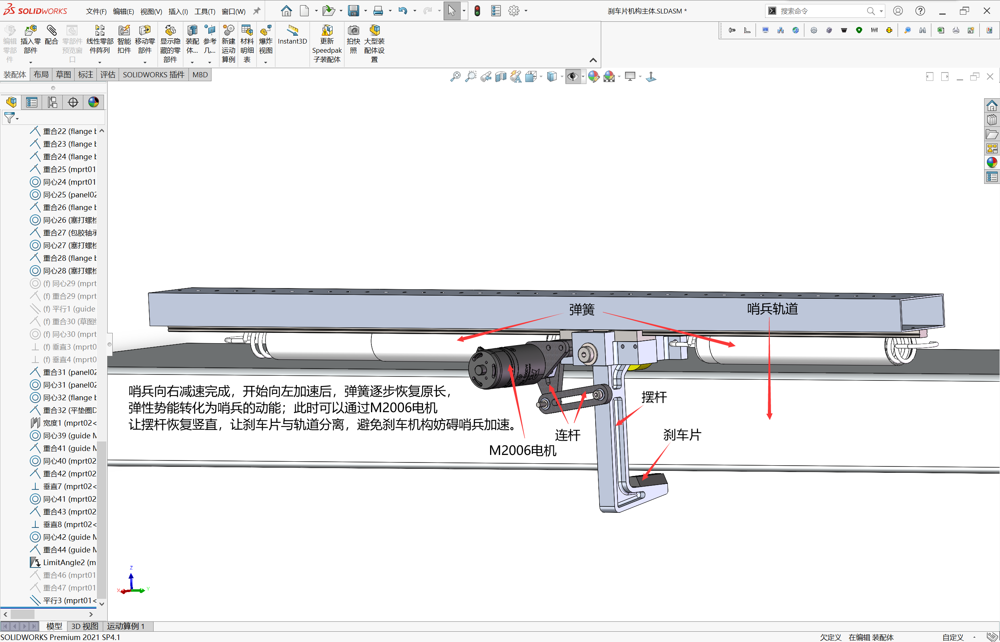 SOLIDWORKS
文件(F) 编辑(E) 视图(V) 插入(I) 工具(T) 窗口(W)
刹车片机构主体.SLDASM *
搜索命令
编辑零部件
插入零部件
配合
零部件预览窗口
线性零部件阵列
智能扣件
移动零部件
显示隐藏的零部件
装配体...
参考几...
新建运动算例
材料明细表
爆炸视图
Instant3D
更新 Speedpak 子装配体
拍快照
大型装配体设置
装配体 布局 草图 标注 评估 SOLIDWORKS 插件 MBD
重合22 (flange b
重合23 (flange b
重合24 (flange b
重合25 (mprt01
同心24 (mprt01
同心25 (panel02
重合26 (flange b
同心26 (塞打螺栓
重合27 (包胶轴承
同心27 (塞打螺栓
重合28 (flange b
同心28 (塞打螺栓
(f) 同心29 (mprt
(f) 重合29 (mprt
(f) 平行1 (guide
(f) 重合30 (草图纟
(f) 同心30 (mprt
(f) 垂直3 (mprt0
(f) 垂直4 (mprt0
重合31 (panel02
同心31 (panel02
同心32 (flange b
重合32 (平垫圈D
宽度1 (mprt02<
同心39 (guide M
重合41 (guide M
同心40 (mprt02
重合42 (mprt02
垂直7 (mprt02<
同心41 (mprt02
重合43 (mprt02
垂直8 (mprt02<
同心42 (guide M
重合44 (guide M
LimitAngle2 (m
重合46 (mprt01
重合47 (mprt01
平行3 (mprt01<
弹簧
哨兵轨道
哨兵向右减速完成，开始向左加速后，弹簧逐步恢复原长，
弹性势能转化为哨兵的动能；此时可以通过M2006电机
让摆杆恢复竖直，让刹车片与轨道分离，避免刹车机构妨碍哨兵加速。
摆杆
连杆
刹车片
M2006电机
Z
X
Y
模型 3D 视图 运动算例 1
SOLIDWORKS Premium 2021 SP4.1
欠定义 在编辑 装配体 自定义